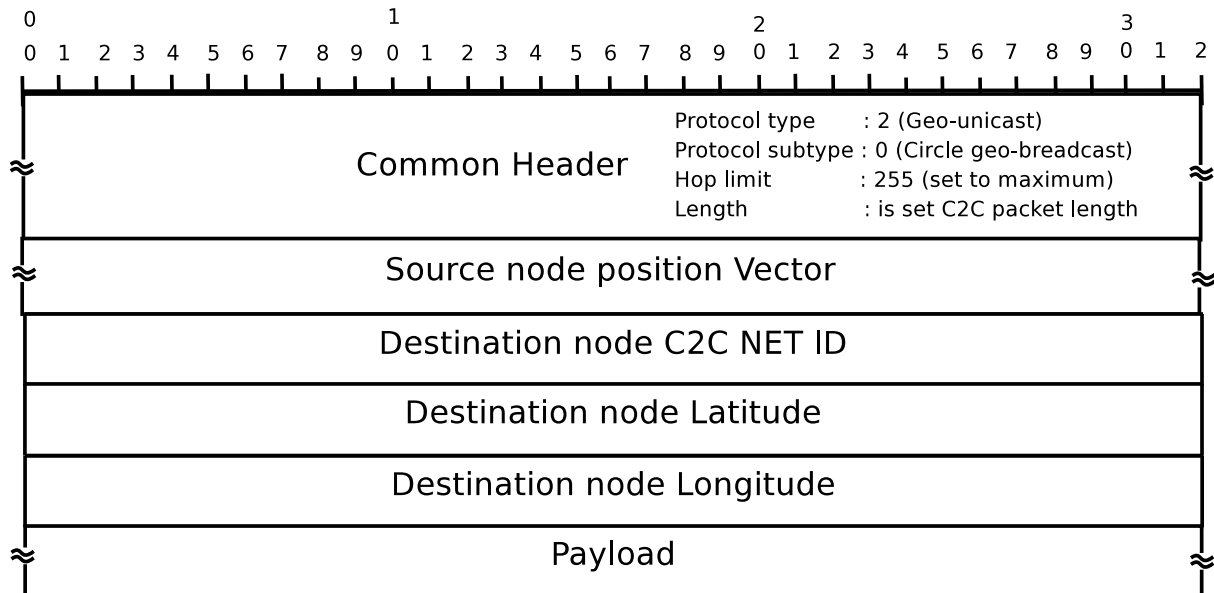 0 1 2 3
0 1 2 3 4 5 6 7 8 9 0 1 2 3 4 5 6 7 8 9 0 1 2 3 4 5 6 7 8 9 0 1 2
Common Header
Protocol type : 2 (Geo-unicast)
Protocol subtype : 0 (Circle geo-breadcast)
Hop limit : 255 (set to maximum)
Length : is set C2C packet length
Source node position Vector
Destination node C2C NET ID
Destination node Latitude
Destination node Longitude
Payload